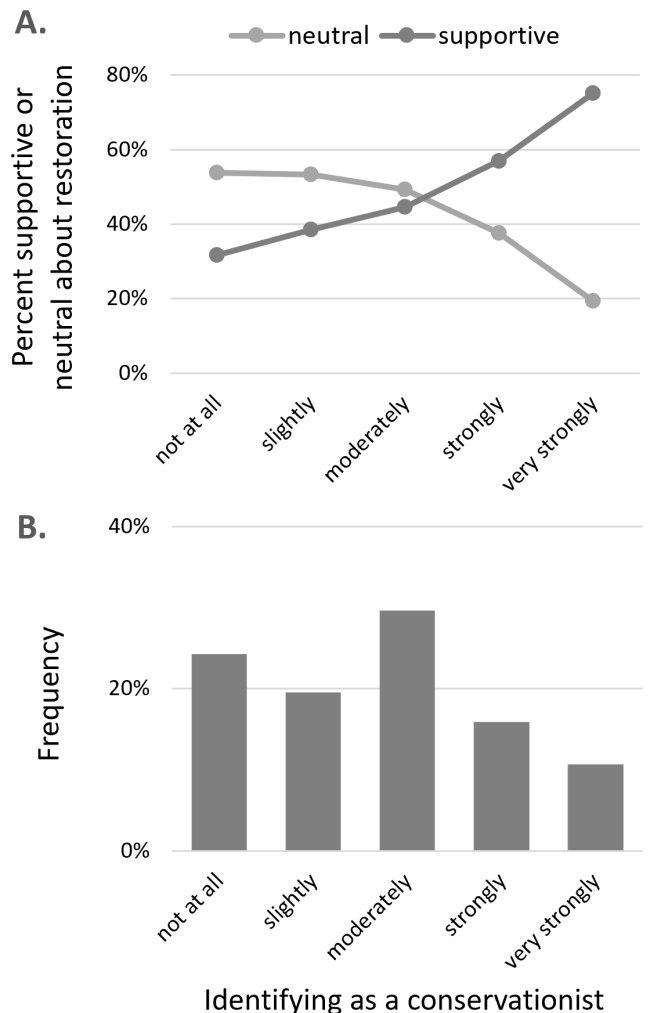 A.
neutral supportive
Percent supportive or
neutral about restoration
80%
60%
40%
20%
0%
not at all
slightly
moderately
strongly
very strongly
B.
Frequency
40%
20%
0%
not at all
slightly
moderately
strongly
very strongly
Identifying as a conservationist